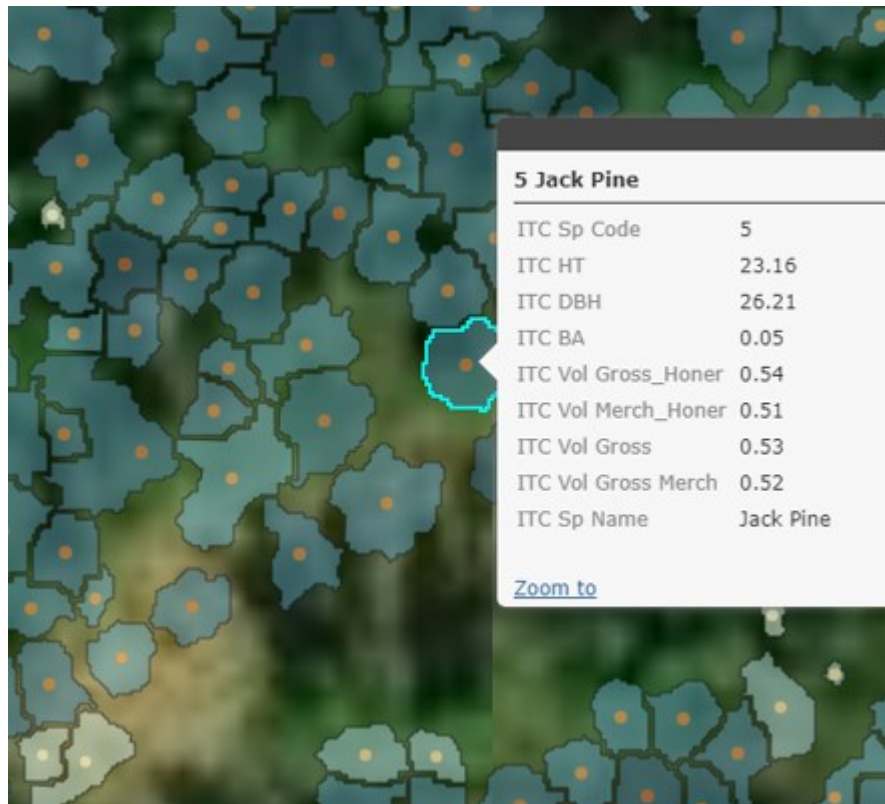 5 Jack Pine
ITC Sp Code 5
ITC HT 23.16
ITC DBH 26.21
ITC BA 0.05
ITC Vol Gross_Honer 0.54
ITC Vol Merch_Honer 0.51
ITC Vol Gross 0.53
ITC Vol Gross Merch 0.52
ITC Sp Name Jack Pine
Zoom to